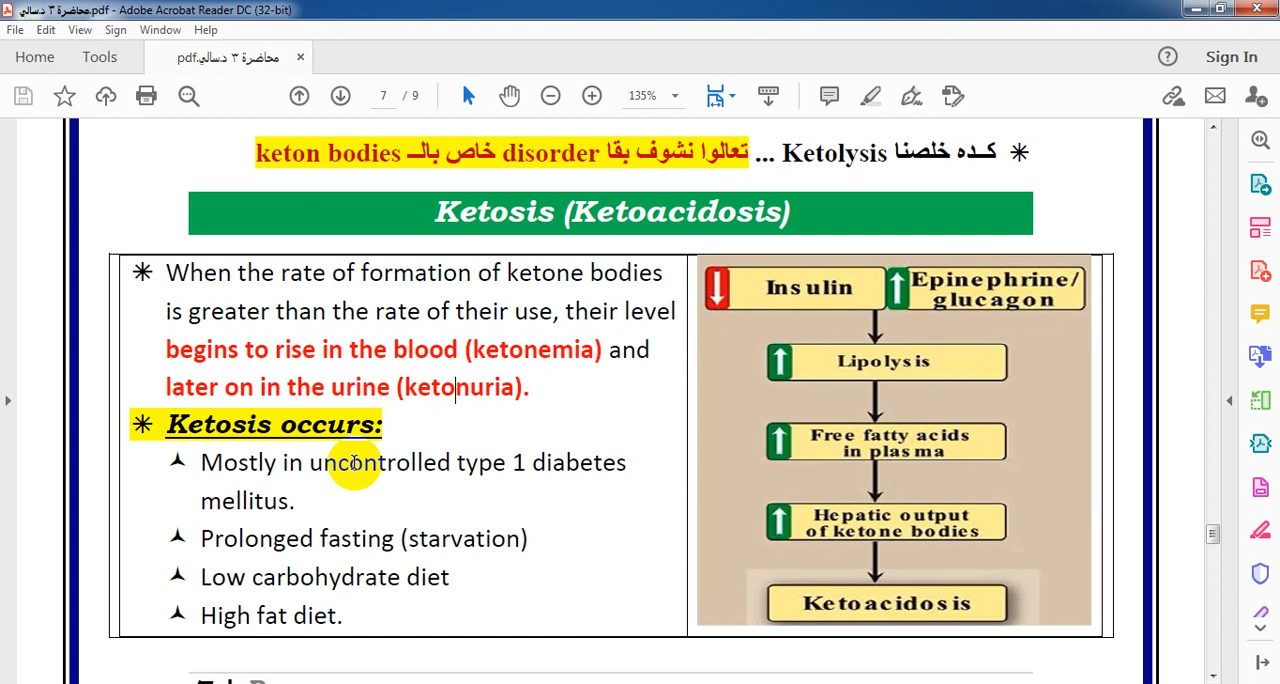 محاضرة ٣ د.سالي.pdf - Adobe Acrobat Reader DC (32-bit)
File Edit View Sign Window Help
Home Tools محاضرة ٣ د.سالي.pdf × ? Sign In
7 / 9 135%
✳ كـده خلصنا Ketolysis ... تعالوا نشوف بقا disorder خاص بالــ keton bodies
Ketosis (Ketoacidosis)
✳ When the rate of formation of ketone bodies
is greater than the rate of their use, their level
begins to rise in the blood (ketonemia) and
later on in the urine (ketonuria).
✳ Ketosis occurs:
Mostly in uncontrolled type 1 diabetes
mellitus.
Prolonged fasting (starvation)
Low carbohydrate diet
High fat diet.
↓ Insulin ↑ Epinephrine/
glucagon
↑ Lipolysis
↑ Free fatty acids
in plasma
↑ Hepatic output
of ketone bodies
Ketoacidosis